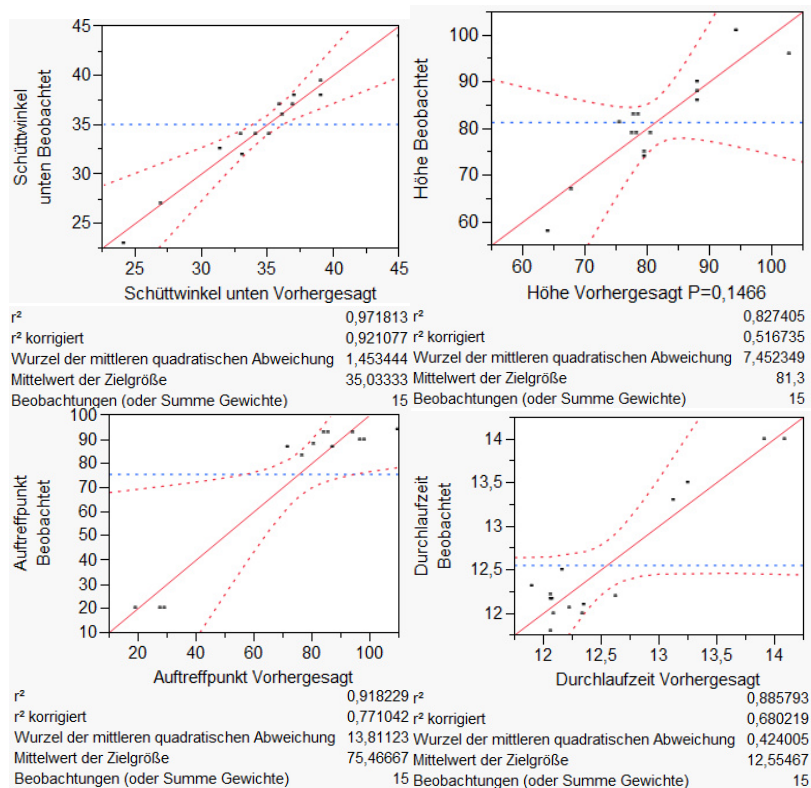 Schüttwinkel
unten Beobachtet
45
40
35
30
25
25 30 35 40 45
Schüttwinkel unten Vorhergesagt
r² 0,971813
r² korrigiert 0,921077
Wurzel der mittleren quadratischen Abweichung 1,453444
Mittelwert der Zielgröße 35,03333
Beobachtungen (oder Summe Gewichte) 15
Höhe Beobachtet
100
90
80
70
60
60 70 80 90 100
Höhe Vorhergesagt P=0,1466
r² 0,827405
r² korrigiert 0,516735
Wurzel der mittleren quadratischen Abweichung 7,452349
Mittelwert der Zielgröße 81,3
Beobachtungen (oder Summe Gewichte) 15
Auftreffpunkt
Beobachtet
100
90
80
70
60
50
40
30
20
10
20 40 60 80 100
Auftreffpunkt Vorhergesagt
r² 0,918229
r² korrigiert 0,771042
Wurzel der mittleren quadratischen Abweichung 13,81123
Mittelwert der Zielgröße 75,46667
Beobachtungen (oder Summe Gewichte) 15
Durchlaufzeit
Beobachtet
14
13,5
13
12,5
12
12 12,5 13 13,5 14
Durchlaufzeit Vorhergesagt
r² 0,885793
r² korrigiert 0,680219
Wurzel der mittleren quadratischen Abweichung 0,424005
Mittelwert der Zielgröße 12,55467
Beobachtungen (oder Summe Gewichte) 15